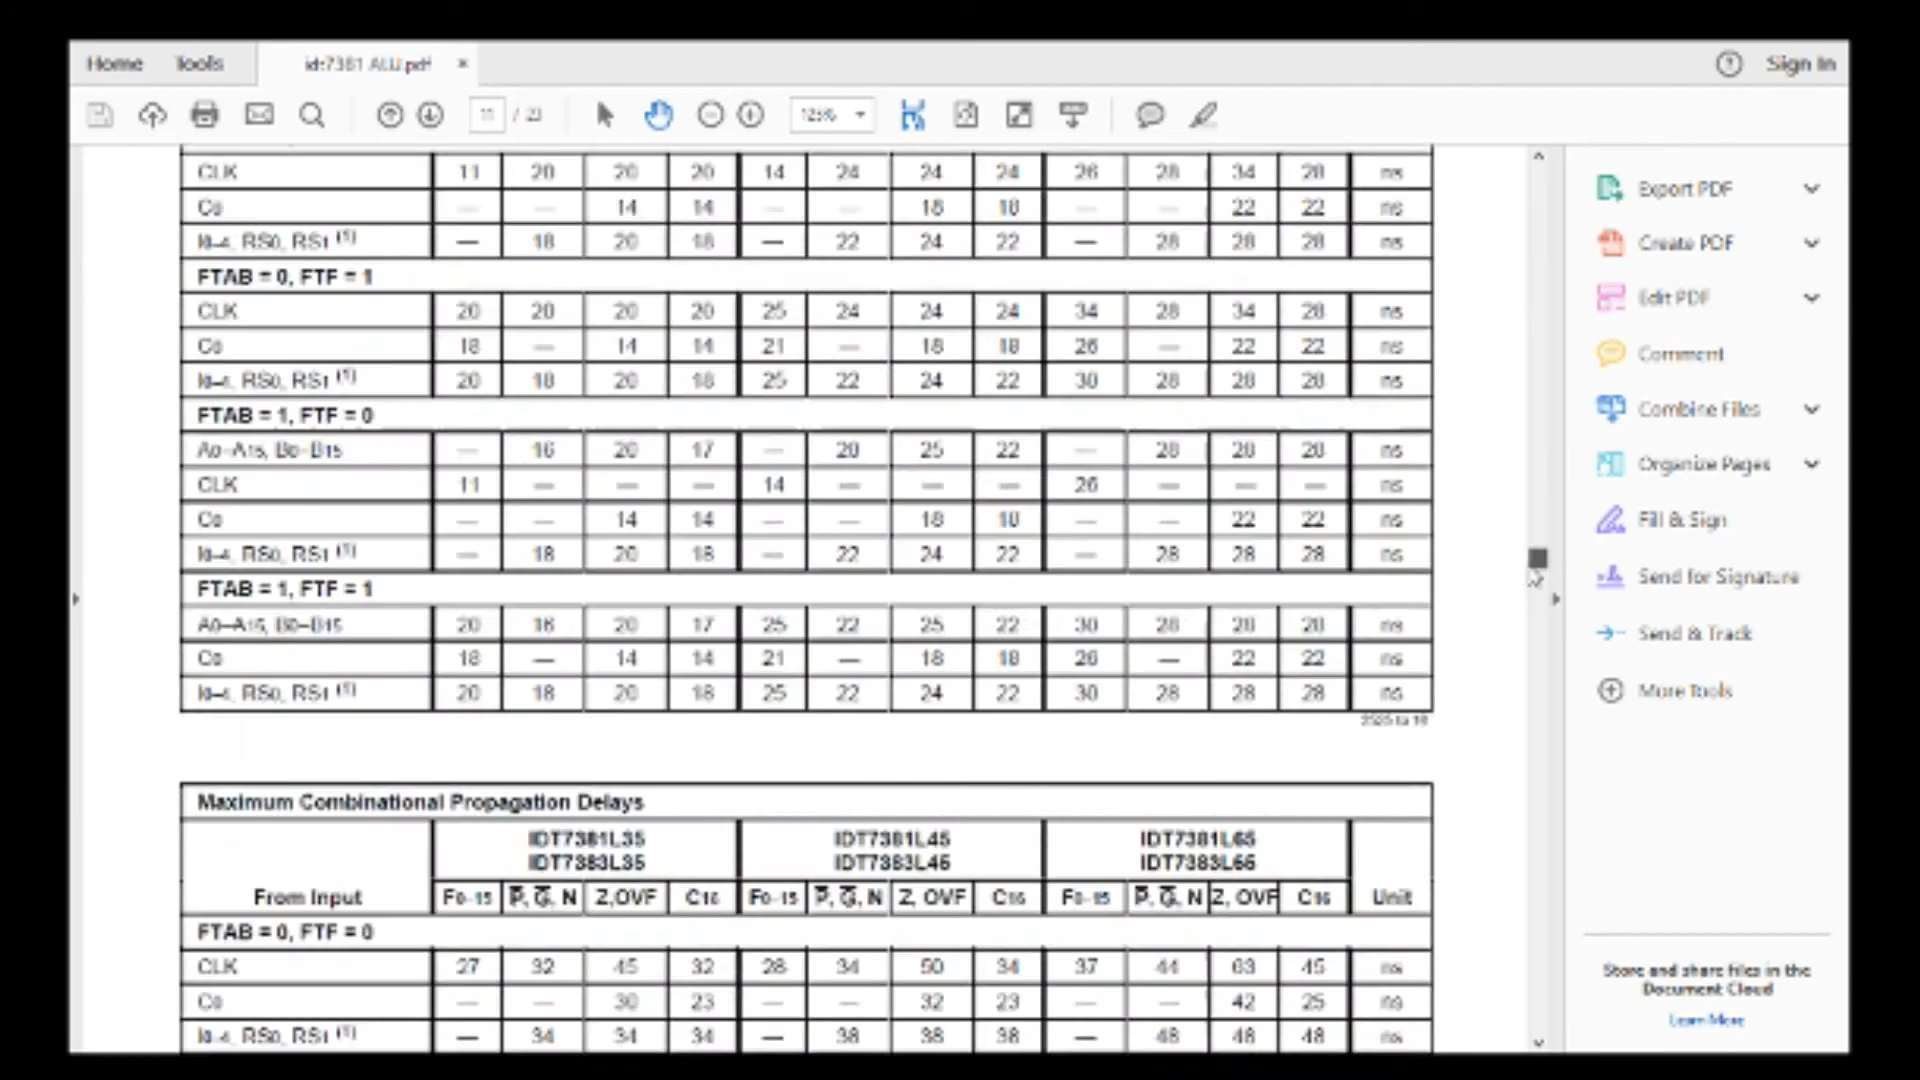 Home Tools idt7381 ALU.pdf × Sign In
11 / 23 125%
CLK 11 20 20 20 14 24 24 24 26 28 34 28 ns
C0 — — 14 14 — — 18 18 — — 22 22 ns
I0–4, RS0, RS1 (1) — 18 20 18 — 22 24 22 — 28 28 28 ns
FTAB = 0, FTF = 1
CLK 20 20 20 20 25 24 24 24 34 28 34 28 ns
C0 18 — 14 14 21 — 18 18 26 — 22 22 ns
I0–4, RS0, RS1 (1) 20 18 20 18 25 22 24 22 30 28 28 28 ns
FTAB = 1, FTF = 0
A0–A15, B0–B15 — 16 20 17 — 20 25 22 — 28 28 28 ns
CLK 11 — — — 14 — — — 26 — — — ns
C0 — — 14 14 — — 18 18 — — 22 22 ns
I0–4, RS0, RS1 (1) — 18 20 18 — 22 24 22 — 28 28 28 ns
FTAB = 1, FTF = 1
A0–A15, B0–B15 20 16 20 17 25 22 25 22 30 28 28 28 ns
C0 18 — 14 14 21 — 18 18 26 — 22 22 ns
I0–4, RS0, RS1 (1) 20 18 20 18 25 22 24 22 30 28 28 28 ns
Maximum Combinational Propagation Delays
IDT7381L35 IDT7381L45 IDT7381L65
IDT7383L35 IDT7383L45 IDT7383L65
From Input F0–15 P, G, N Z,OVF C16 F0–15 P, G, N Z, OVF C16 F0–15 P, G, N Z, OVF C16 Unit
FTAB = 0, FTF = 0
CLK 27 32 45 32 28 34 50 34 37 44 63 45 ns
C0 — — 30 23 — — 32 23 — — 42 25 ns
I0–4, RS0, RS1 (1) — 34 34 34 — 38 38 38 — 48 48 48 ns
Export PDF
Create PDF
Edit PDF
Comment
Combine Files
Organize Pages
Fill & Sign
Send for Signature
Send & Track
More Tools
Store and share files in the
Document Cloud
Learn More